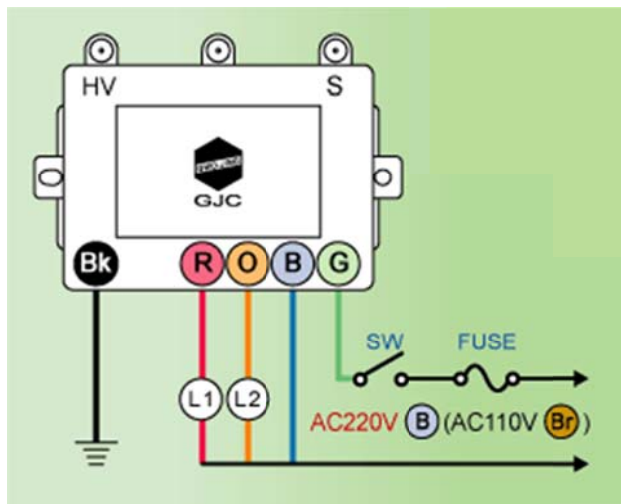 HV S
GJC
Bk R O B G
SW FUSE
L1 L2
AC220V B (AC110V Br)